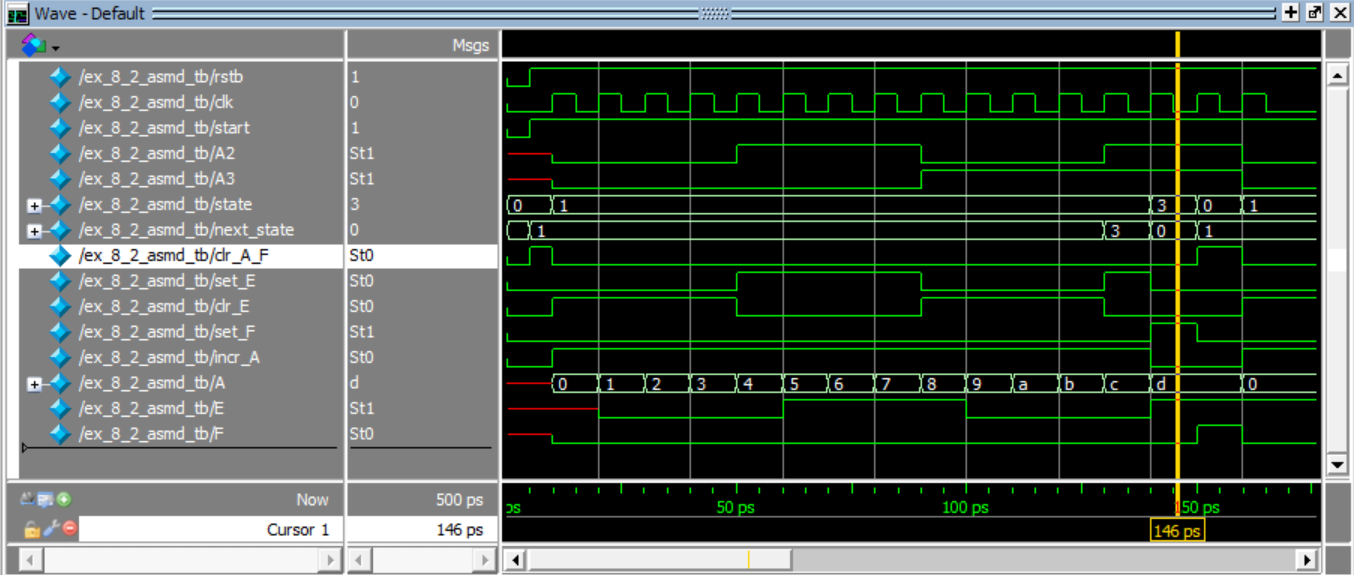 Wave - Default
Msgs
/ex_8_2_asmd_tb/rstb 1
/ex_8_2_asmd_tb/clk 0
/ex_8_2_asmd_tb/start 1
/ex_8_2_asmd_tb/A2 St1
/ex_8_2_asmd_tb/A3 St1
/ex_8_2_asmd_tb/state 3 0 1 3 0 1
/ex_8_2_asmd_tb/next_state 0 1 3 0 1
/ex_8_2_asmd_tb/clr_A_F St0
/ex_8_2_asmd_tb/set_E St0
/ex_8_2_asmd_tb/clr_E St0
/ex_8_2_asmd_tb/set_F St1
/ex_8_2_asmd_tb/incr_A St0
/ex_8_2_asmd_tb/A d 0 1 2 3 4 5 6 7 8 9 a b c d 0
/ex_8_2_asmd_tb/E St1
/ex_8_2_asmd_tb/F St0
Now 500 ps ps 50 ps 100 ps 150 ps
Cursor 1 146 ps 146 ps